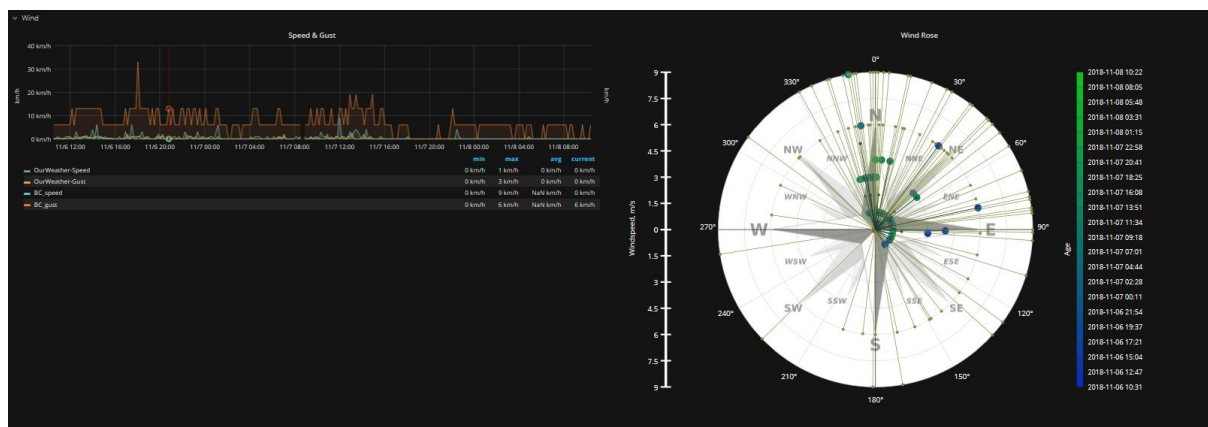 Wind
Speed & Gust
40 km/h
30 km/h
20 km/h
10 km/h
0 km/h
km/h
km/h
11/6 12:00 11/6 16:00 11/6 20:00 11/7 00:00 11/7 04:00 11/7 08:00 11/7 12:00 11/7 16:00 11/7 20:00 11/8 00:00 11/8 04:00 11/8 08:00
min max avg current
OurWeather-Speed 0 km/h 1 km/h 0 km/h 0 km/h
OurWeather-Gust 0 km/h 3 km/h 0 km/h 0 km/h
BC_speed 0 km/h 9 km/h NaN km/h 0 km/h
BC_gust 0 km/h 6 km/h NaN km/h 6 km/h
Wind Rose
Windspeed, m/s
9
7.5
6
4.5
3
1.5
0
1.5
3
4.5
6
7.5
9
0°
30°
60°
90°
120°
150°
180°
210°
240°
270°
300°
330°
N
NNE
NE
ENE
E
ESE
SE
SSE
S
SSW
SW
WSW
W
WNW
NW
NNW
Age
2018-11-08 10:22
2018-11-08 08:05
2018-11-08 05:48
2018-11-08 03:31
2018-11-08 01:15
2018-11-07 22:58
2018-11-07 20:41
2018-11-07 18:25
2018-11-07 16:08
2018-11-07 13:51
2018-11-07 11:34
2018-11-07 09:18
2018-11-07 07:01
2018-11-07 04:44
2018-11-07 02:28
2018-11-07 00:11
2018-11-06 21:54
2018-11-06 19:37
2018-11-06 17:21
2018-11-06 15:04
2018-11-06 12:47
2018-11-06 10:31